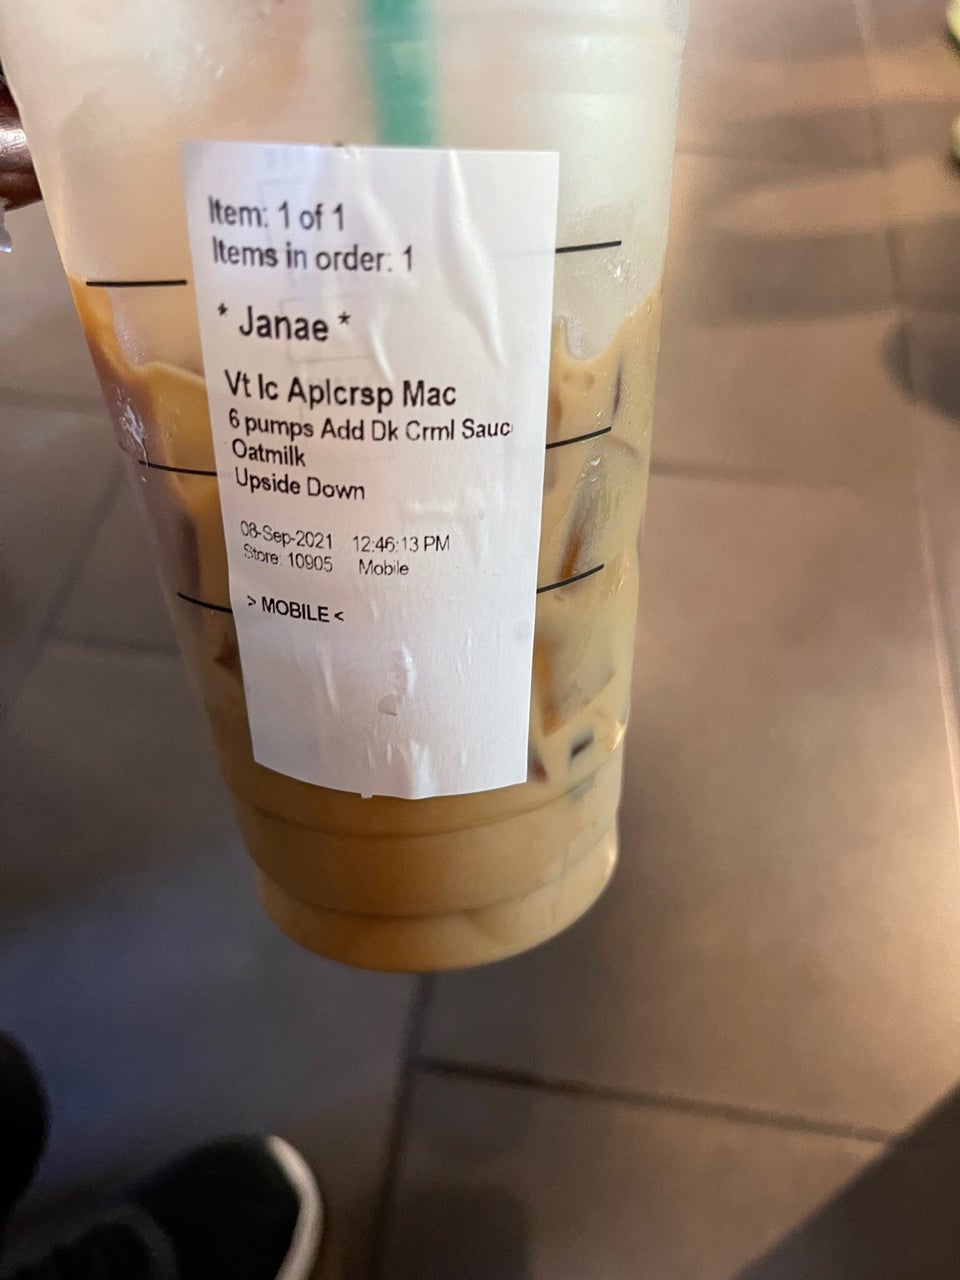 Item: 1 of 1
Items in order: 1
* Janae *
Vt Ic Aplcrsp Mac
6 pumps Add Dk Crml Sauc
Oatmilk
Upside Down
08-Sep-2021 12:46:13 PM
Store: 10905 Mobile
> MOBILE <